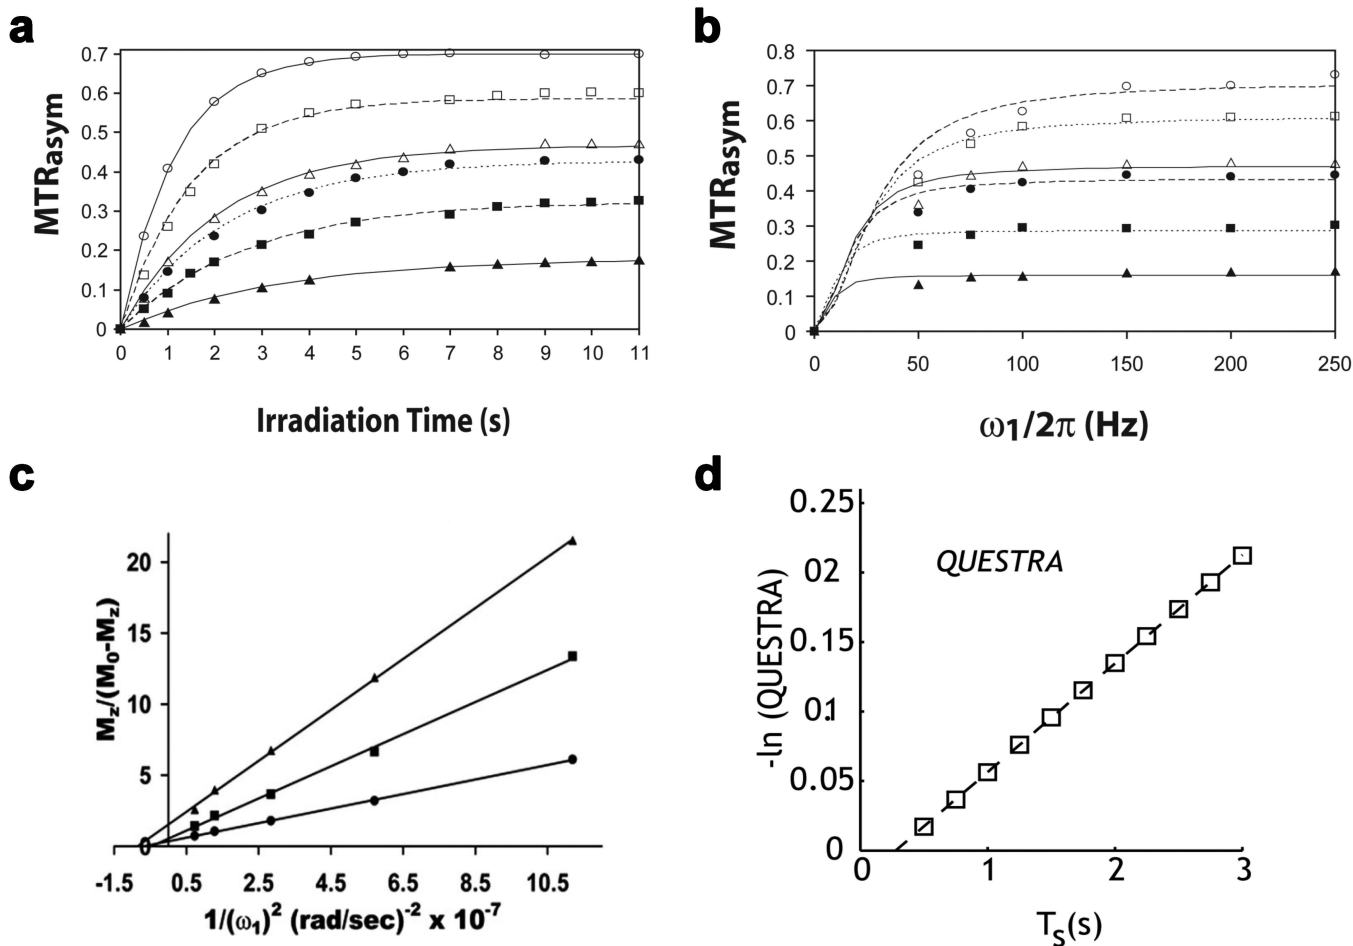 a
MTRasym
0.7
0.6
0.5
0.4
0.3
0.2
0.1
0
0 1 2 3 4 5 6 7 8 9 10 11
Irradiation Time (s)
b
MTRasym
0.8
0.7
0.6
0.5
0.4
0.3
0.2
0.1
0
0 50 100 150 200 250
ω1/2π (Hz)
c
Mz/(M0-Mz)
20
15
10
5
0
-1.5 0.5 2.5 4.5 6.5 8.5 10.5
1/(ω1)² (rad/sec)⁻² x 10⁻⁷
d
-ln (QUESTRA)
QUESTRA
0.25
02
0.15
0.1
0.05
0
0 1 2 3
TS(s)